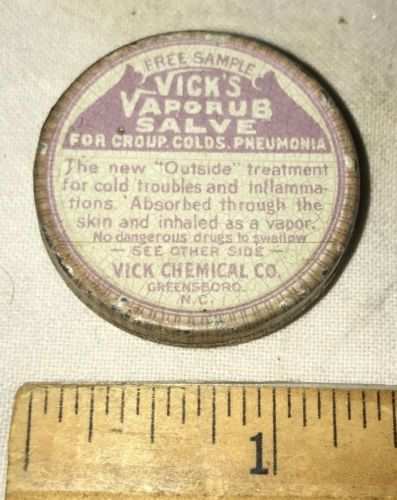 FREE SAMPLE
VICK'S
VAPORUB
SALVE
FOR CROUP, COLDS, PNEUMONIA
The new "Outside" treatment
for cold troubles and inflamma-
tions. Absorbed through the
skin and inhaled as a vapor.
No dangerous drugs to swallow
— SEE OTHER SIDE —
VICK CHEMICAL CO.
GREENSBORO.
N.C.
1